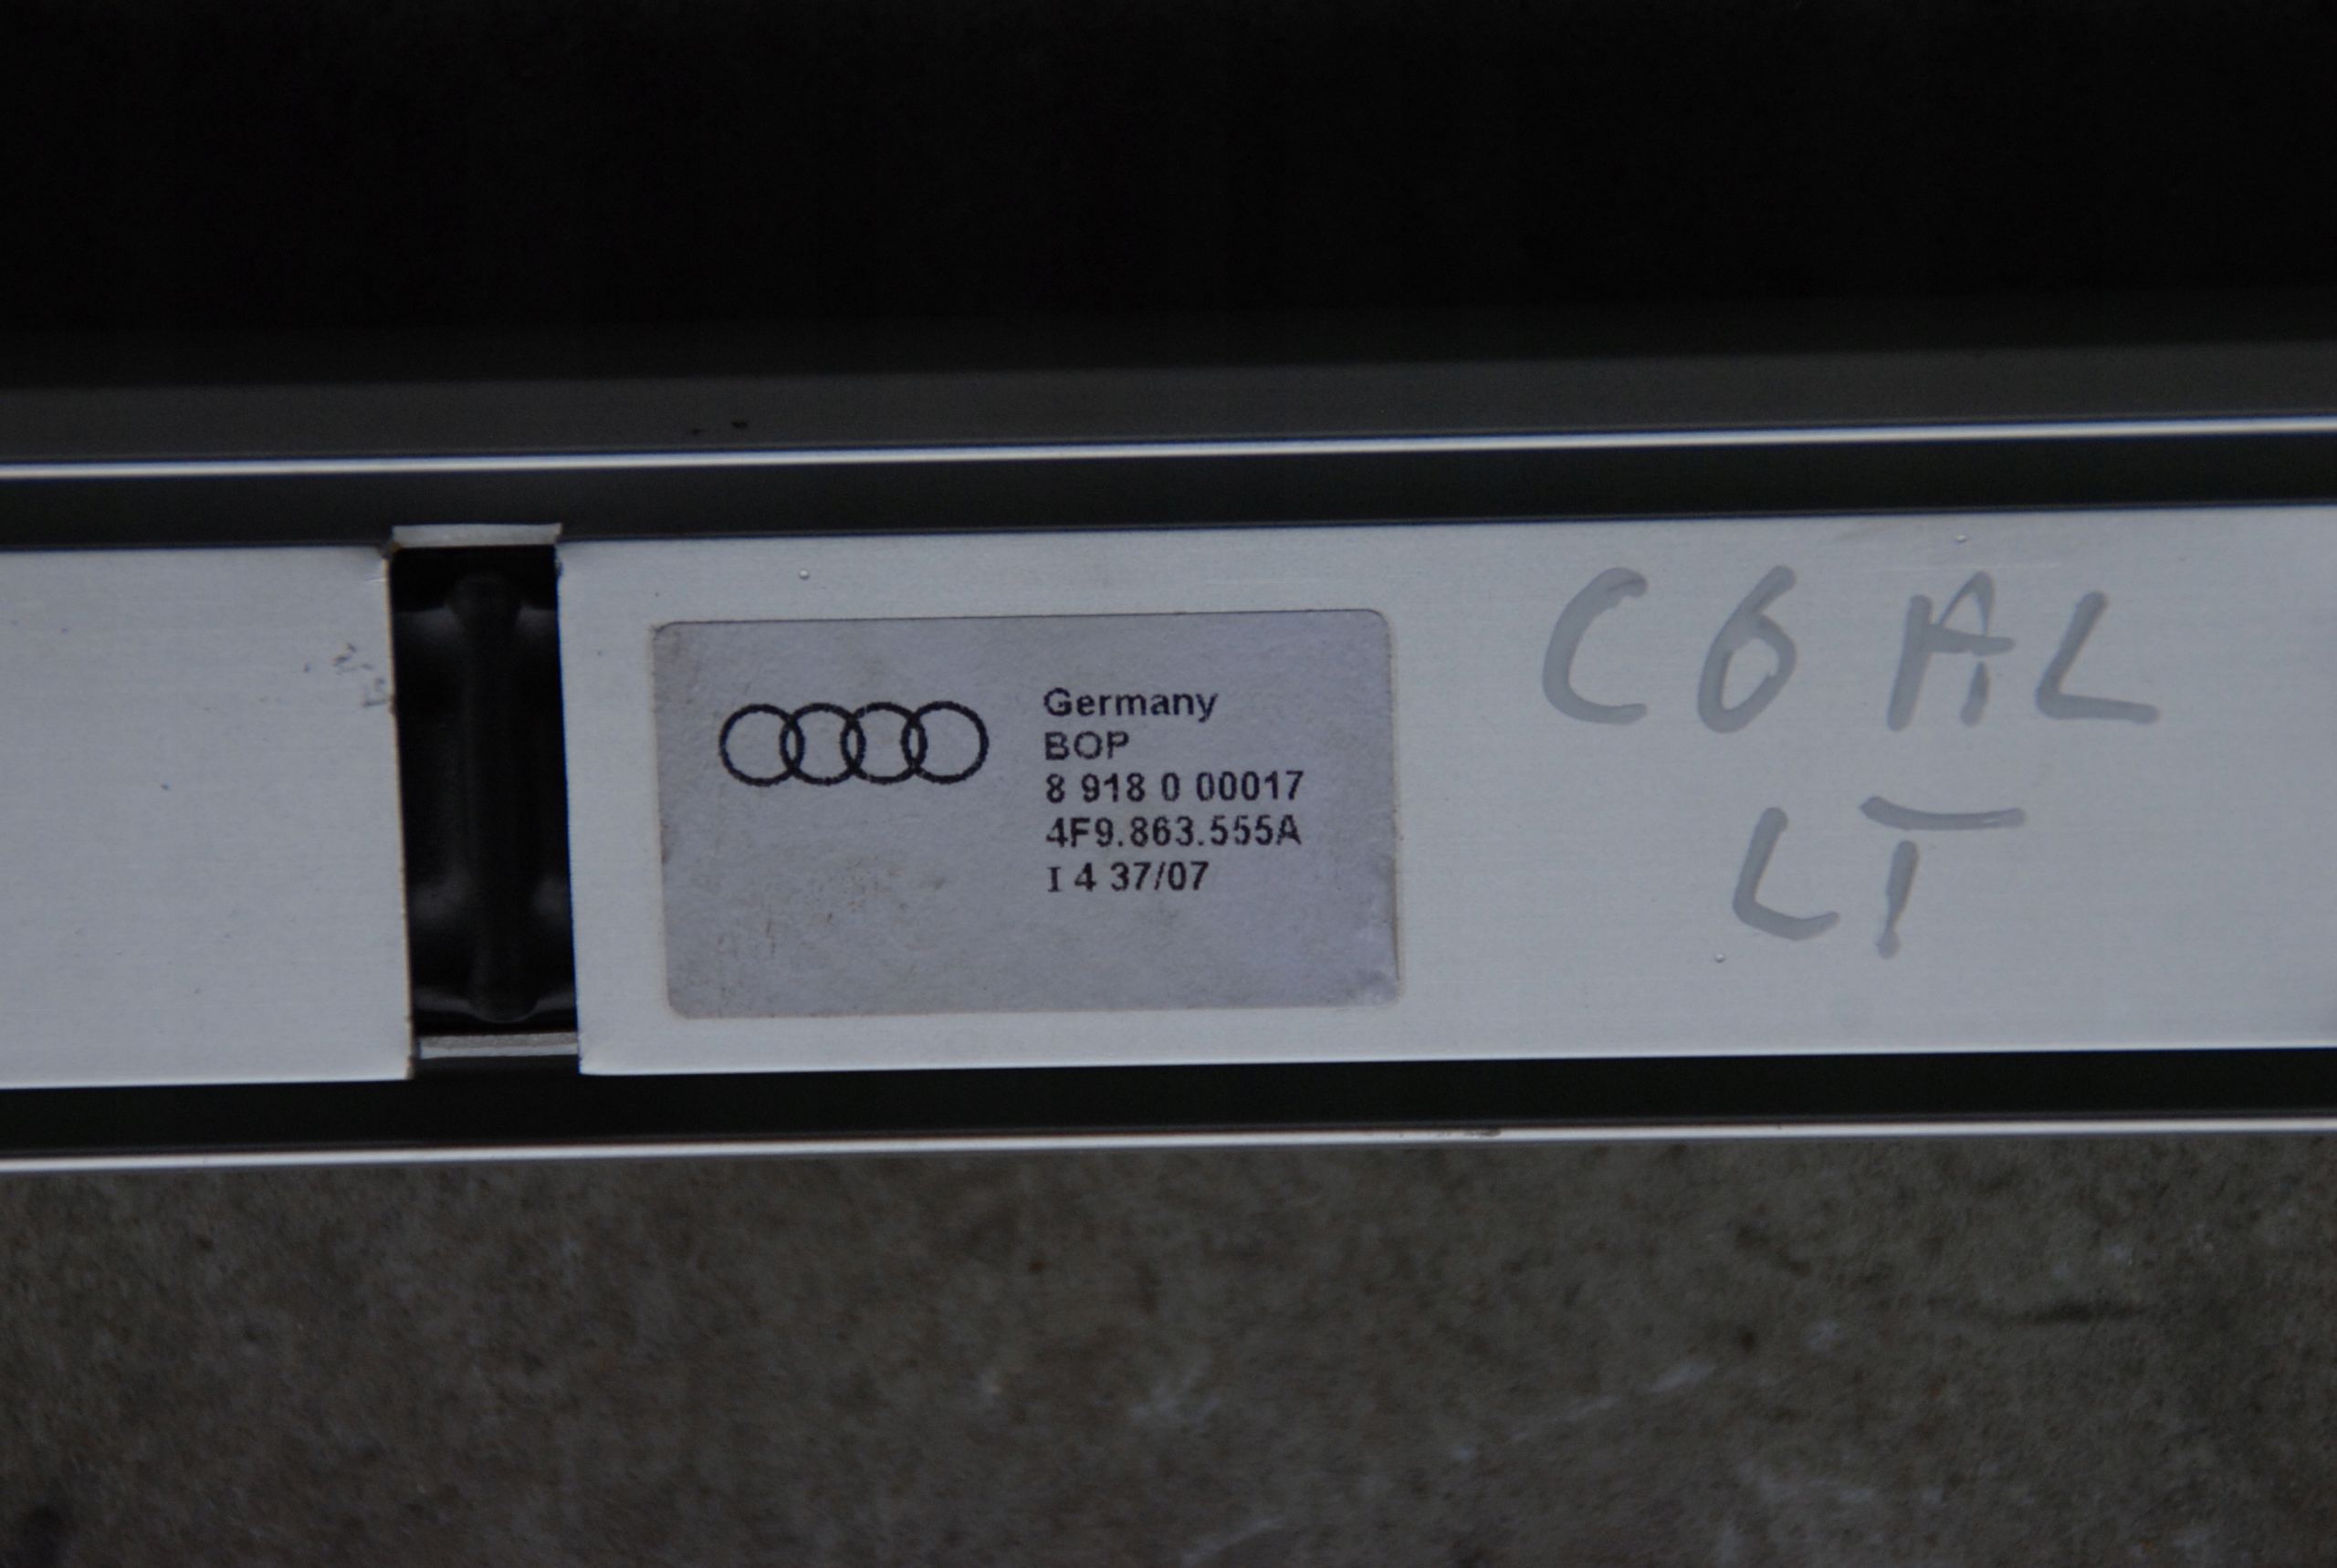 Germany
BOP
8 918 0 00017
4F9.863.555A
I 4 37/07
C6 AL
LT